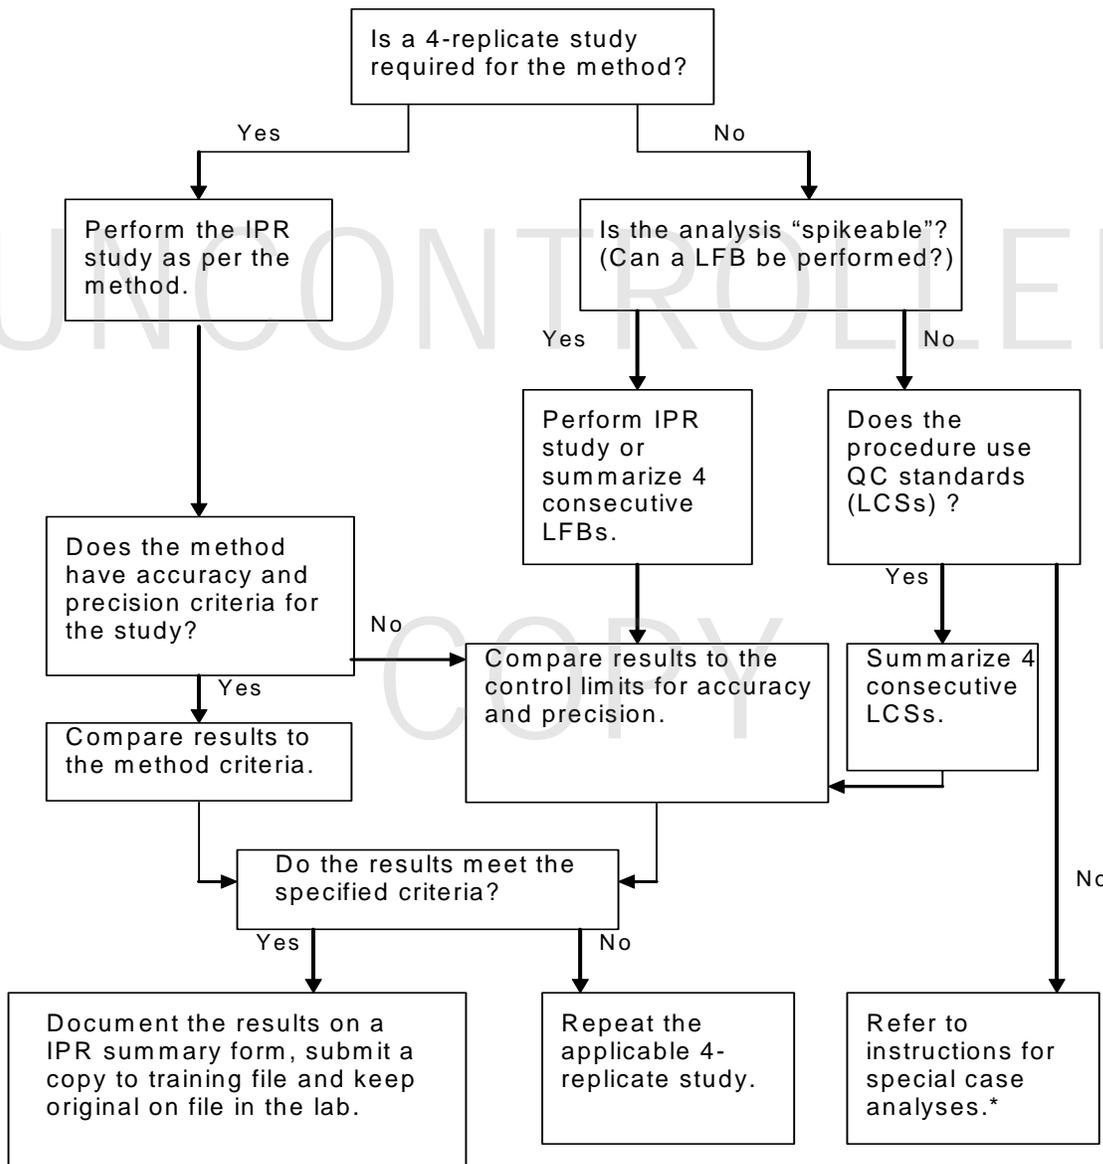 Is a 4-replicate study
required for the method?
Yes
No
Perform the IPR
study as per the
method.
Is the analysis “spikeable”?
(Can a LFB be performed?)
UNCONTROLLED
Yes
No
Perform IPR
study or
summarize 4
consecutive
LFBs.
Does the
procedure use
QC standards
(LCSs) ?
Does the method
have accuracy and
precision criteria for
the study?
No
Yes
Yes
COPY
Compare results to the
control limits for accuracy
and precision.
Summarize 4
consecutive
LCSs.
Compare results to
the method criteria.
Do the results meet the
specified criteria?
No
Yes
No
Document the results on a
IPR summary form, submit a
copy to training file and keep
original on file in the lab.
Repeat the
applicable 4-
replicate study.
Refer to
instructions for
special case
analyses.*